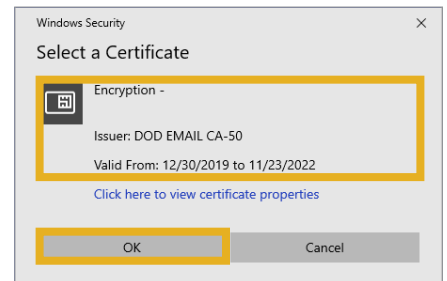 Windows Security
Select a Certificate
Encryption -
Issuer: DOD EMAIL CA-50
Valid From: 12/30/2019 to 11/23/2022
Click here to view certificate properties
OK
Cancel